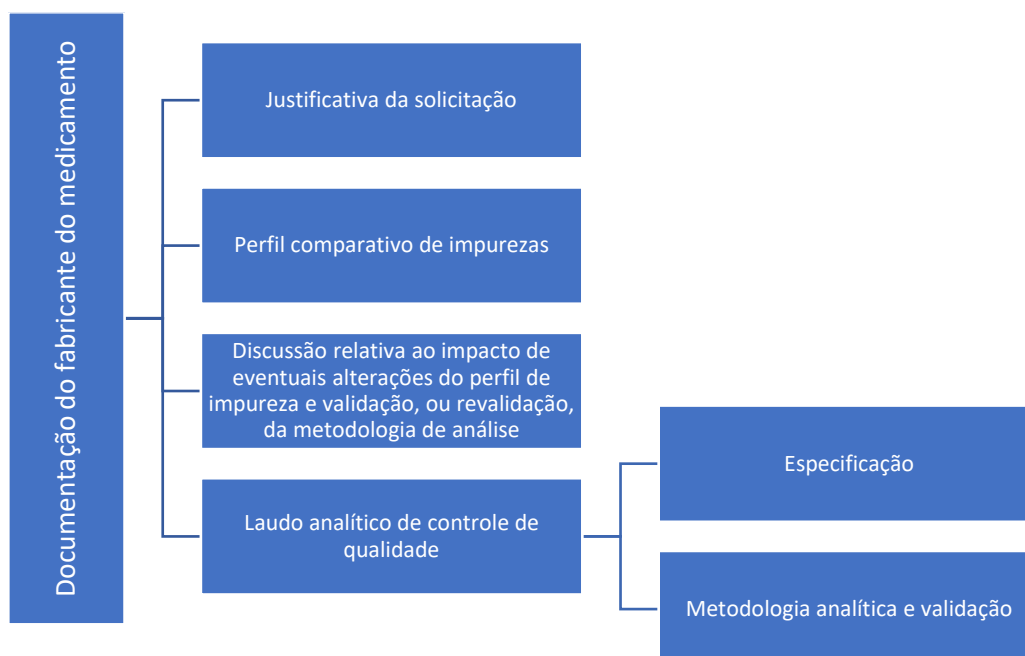 Documentação do fabricante do medicamento
Justificativa da solicitação
Perfil comparativo de impurezas
Discussão relativa ao impacto de
eventuais alterações do perfil de
impureza e validação, ou revalidação,
da metodologia de análise
Laudo analítico de controle de
qualidade
Especificação
Metodologia analítica e validação